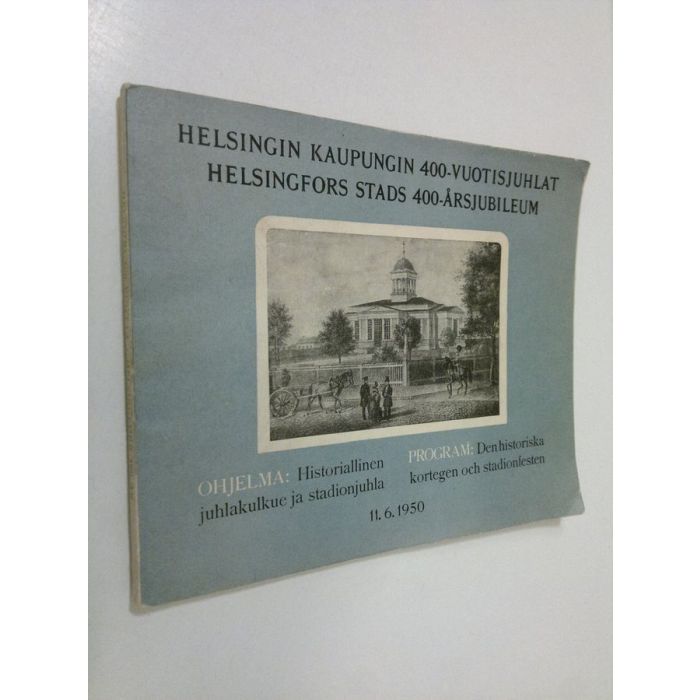 HELSINGIN KAUPUNGIN 400-VUOTISJUHLAT
HELSINGFORS STADS 400-ÅRSJUBILEUM
OHJELMA: Historiallinen
juhlakulkue ja stadionjuhla
PROGRAM: Den historiska
kortegen och stadionfesten
11. 6. 1950